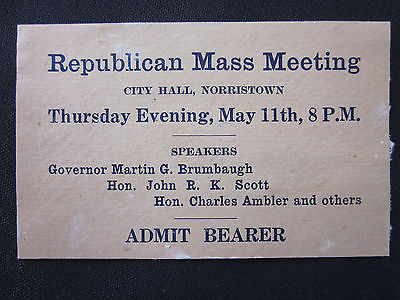 Republican Mass Meeting
CITY HALL, NORRISTOWN
Thursday Evening, May 11th, 8 P.M.
SPEAKERS
Governor Martin G. Brumbaugh
Hon. John R. K. Scott
Hon. Charles Ambler and others
ADMIT BEARER